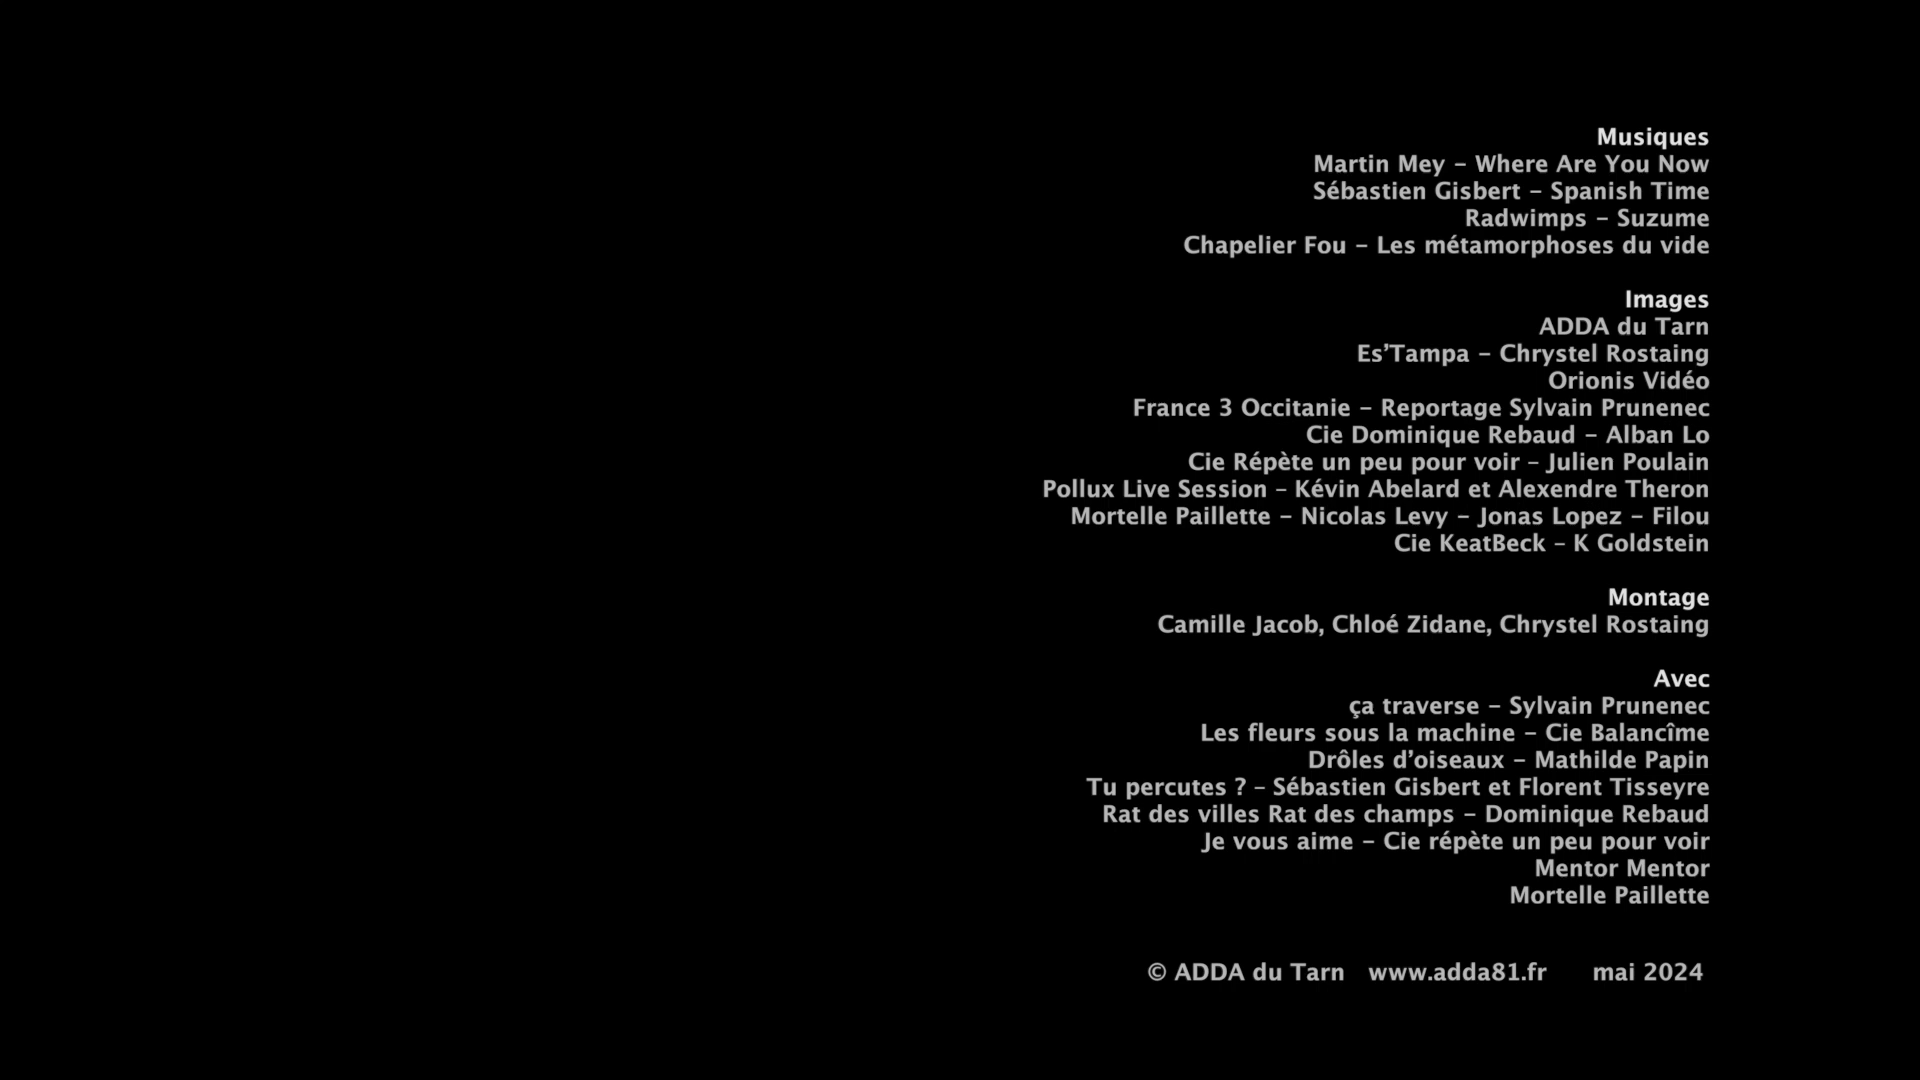 Musiques
Martin Mey – Where Are You Now
Sébastien Gisbert – Spanish Time
Radwimps – Suzume
Chapelier Fou – Les métamorphoses du vide
Images
ADDA du Tarn
Es’Tampa – Chrystel Rostaing
Orionis Vidéo
France 3 Occitanie – Reportage Sylvain Prunenec
Cie Dominique Rebaud – Alban Lo
Cie Répète un peu pour voir – Julien Poulain
Pollux Live Session – Kévin Abelard et Alexendre Theron
Mortelle Paillette – Nicolas Levy – Jonas Lopez – Filou
Cie KeatBeck – K Goldstein
Montage
Camille Jacob, Chloé Zidane, Chrystel Rostaing
Avec
ça traverse – Sylvain Prunenec
Les fleurs sous la machine – Cie Balancîme
Drôles d’oiseaux – Mathilde Papin
Tu percutes ? – Sébastien Gisbert et Florent Tisseyre
Rat des villes Rat des champs – Dominique Rebaud
Je vous aime – Cie répète un peu pour voir
Mentor Mentor
Mortelle Paillette
© ADDA du Tarn www.adda81.fr mai 2024